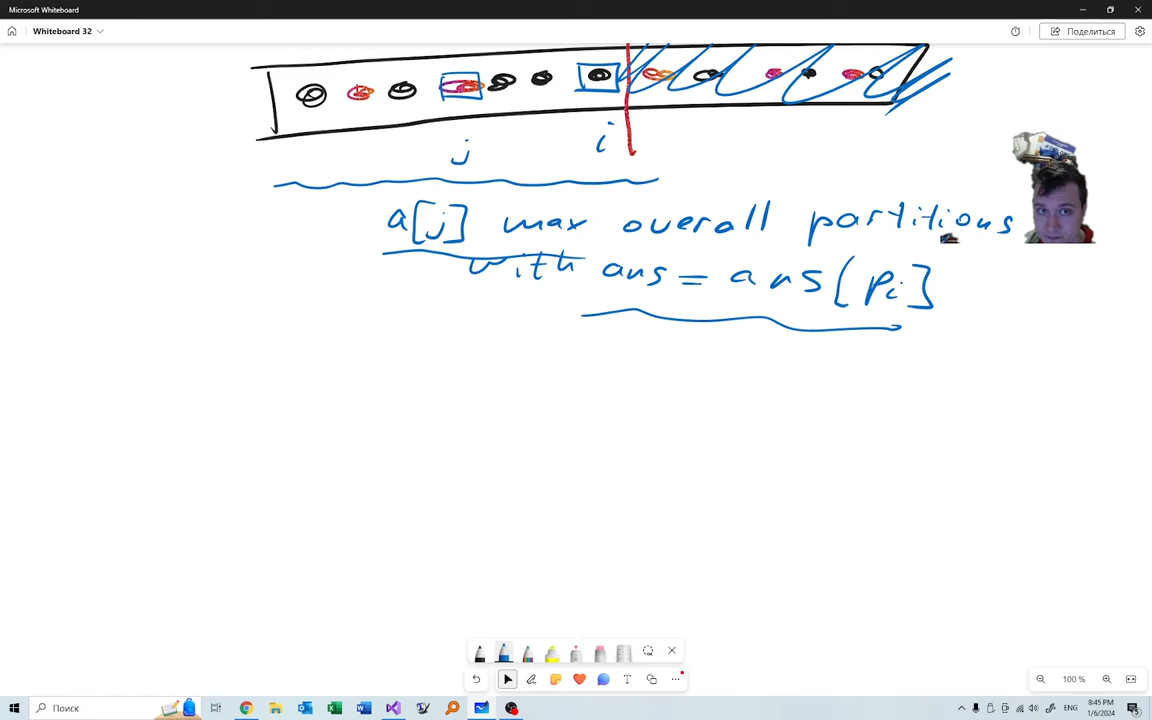 Microsoft Whiteboard
Whiteboard 32
Поделиться
j
i
a[j] max overall partitions
with ans = ans[pi]
100 %
Поиск
ENG
8:45 PM
1/6/2024
5